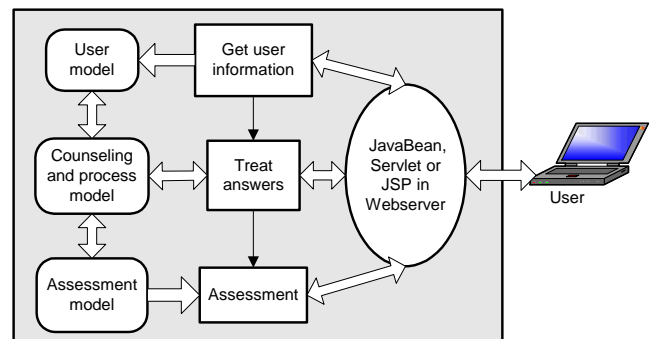 User
model
Get user
information
Counseling
and process
model
Treat
answers
JavaBean,
Servlet or
JSP in
Webserver
User
Assessment
model
Assessment